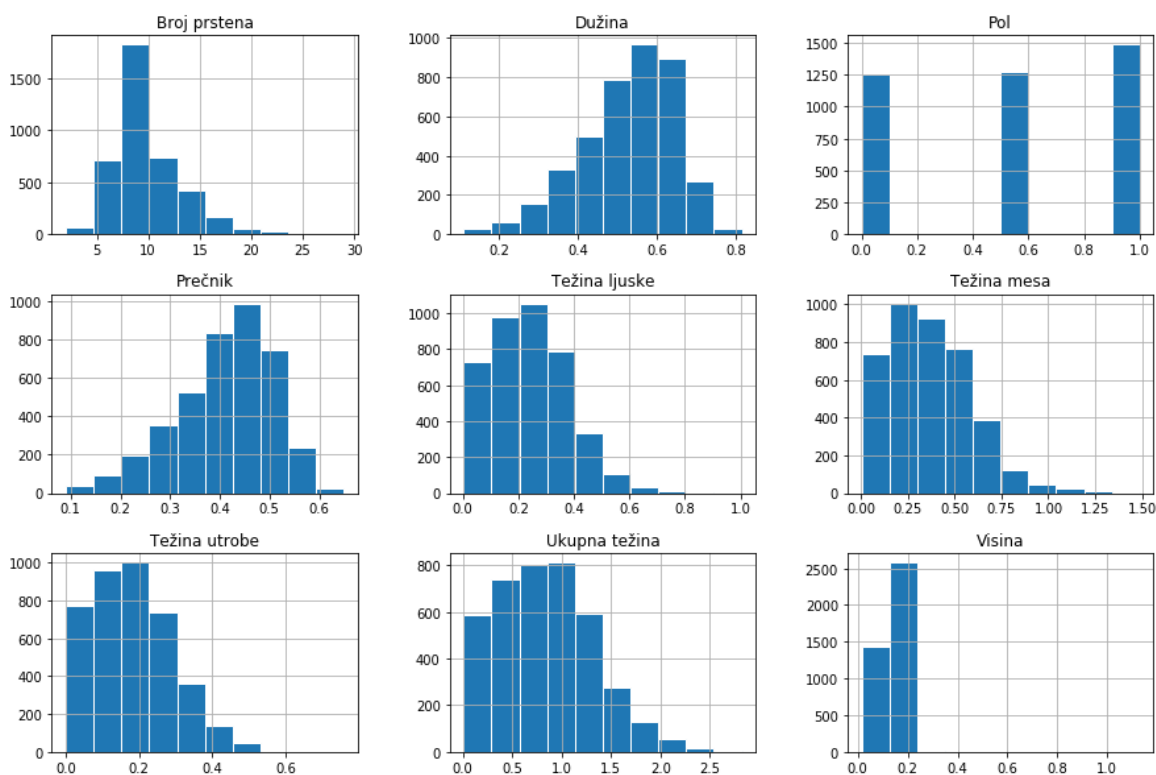 Broj prstena
1500
1000
500
0
5 10 15 20 25 30
Dužina
1000
800
600
400
200
0
0.2 0.4 0.6 0.8
Pol
1500
1250
1000
750
500
250
0
0.0 0.2 0.4 0.6 0.8 1.0
Prečnik
1000
800
600
400
200
0
0.1 0.2 0.3 0.4 0.5 0.6
Težina ljuske
1000
800
600
400
200
0
0.0 0.2 0.4 0.6 0.8 1.0
Težina mesa
1000
800
600
400
200
0
0.00 0.25 0.50 0.75 1.00 1.25 1.50
Težina utrobe
1000
800
600
400
200
0
0.0 0.2 0.4 0.6
Ukupna težina
800
600
400
200
0
0.0 0.5 1.0 1.5 2.0 2.5
Visina
2500
2000
1500
1000
500
0
0.0 0.2 0.4 0.6 0.8 1.0